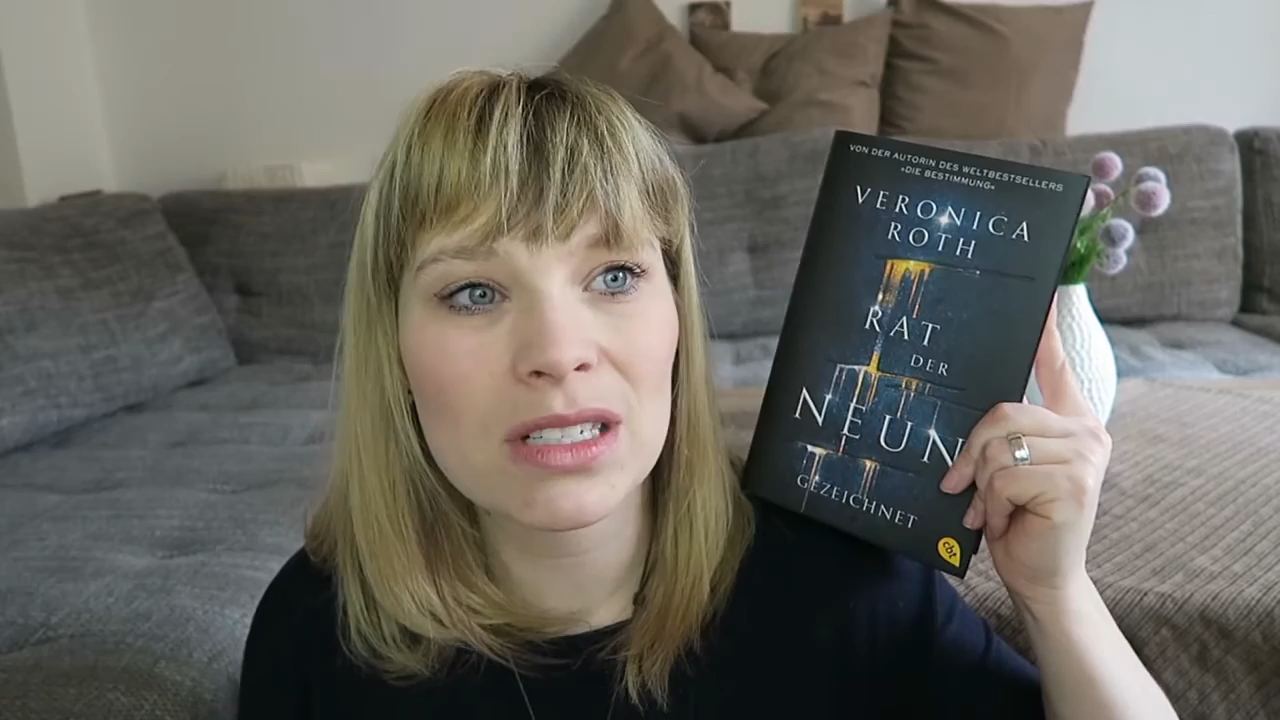 VON DER AUTORIN DES WELTBESTSELLERS
»DIE BESTIMMUNG«
VERONICA
ROTH
RAT
DER
NEUN
GEZEICHNET
cbt